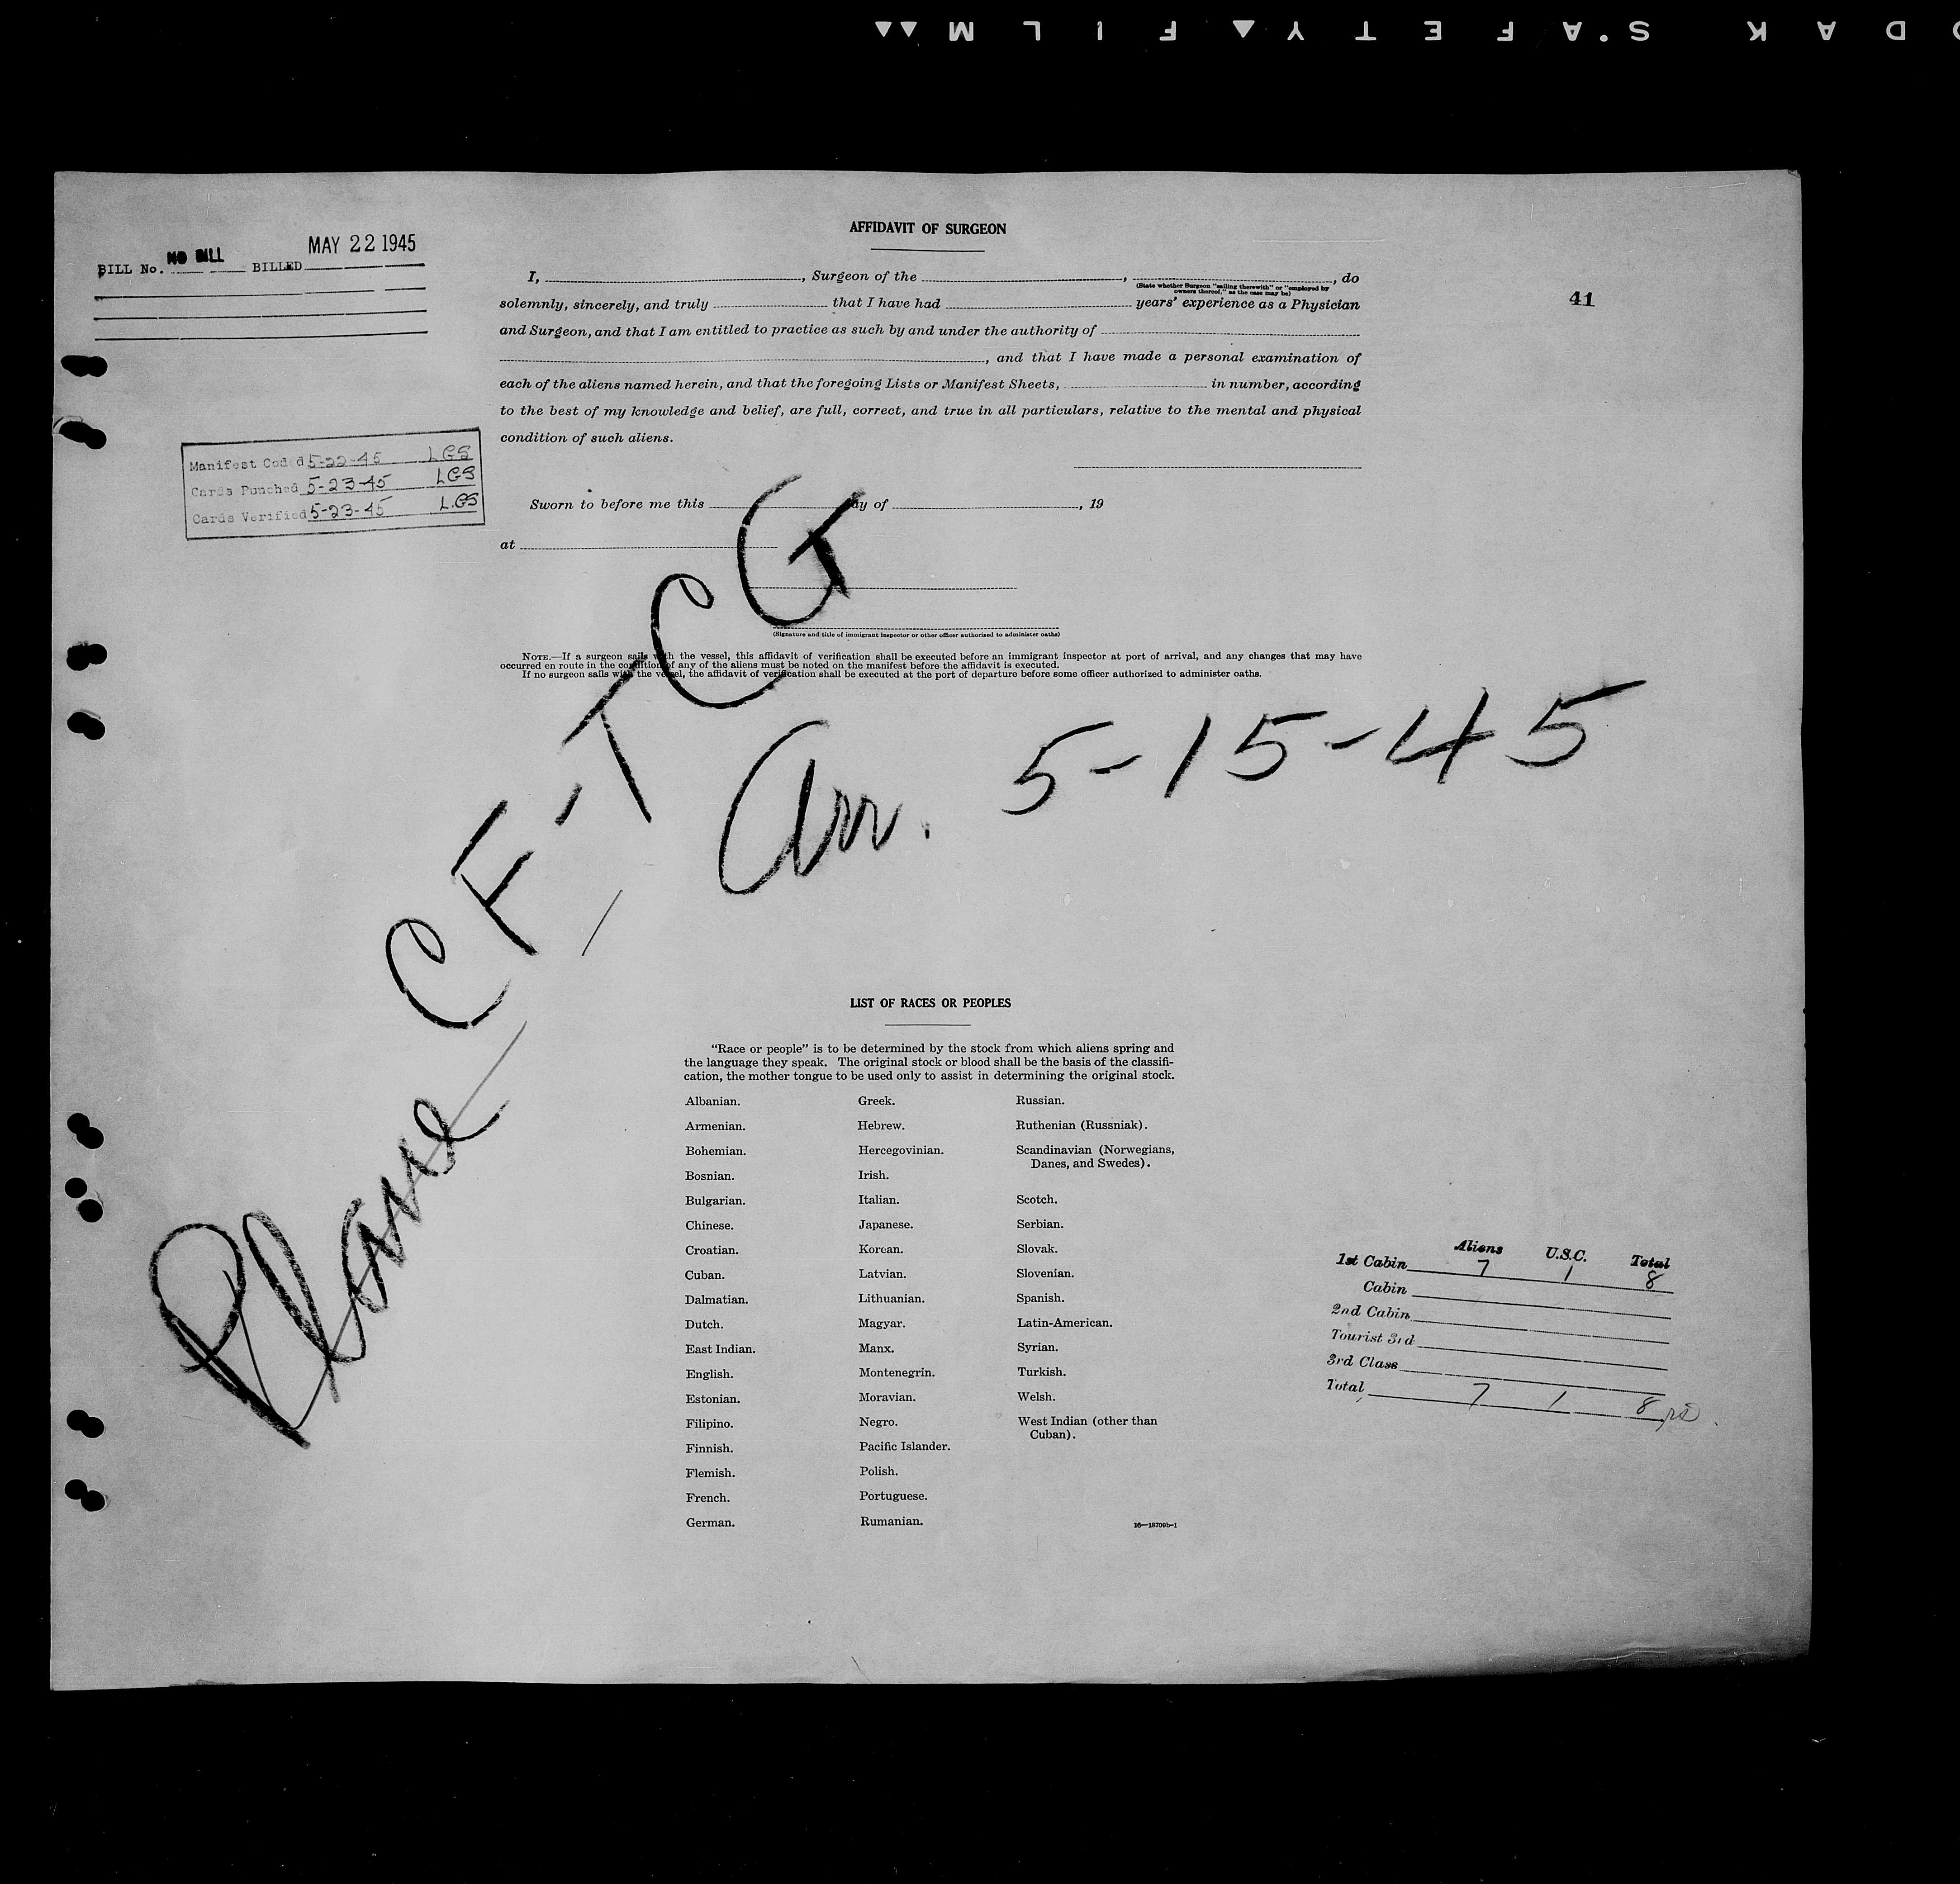 KODAK S.AFETY▲FILM▲▲
AFFIDAVIT OF SURGEON
BILL No. NO BILL BILLED MAY 22 1945
41
I, , Surgeon of the , , do
(State whether Surgeon "sailing therewith" or "employed by
owners thereof," as the case may be)
solemnly, sincerely, and truly that I have had years' experience as a Physician
and Surgeon, and that I am entitled to practice as such by and under the authority of
, and that I have made a personal examination of
each of the aliens named herein, and that the foregoing Lists or Manifest Sheets, in number, according
to the best of my knowledge and belief, are full, correct, and true in all particulars, relative to the mental and physical
condition of such aliens.
Manifest Coded 5-22-45 LGS
Cards Punched 5-23-45 LGS
Cards Verified 5-23-45 L.GS
Sworn to before me this day of , 19
at
(Signature and title of immigrant inspector or other officer authorized to administer oaths)
NOTE.—If a surgeon sails with the vessel, this affidavit of verification shall be executed before an immigrant inspector at port of arrival, and any changes that may have
occurred en route in the condition of any of the aliens must be noted on the manifest before the affidavit is executed.
If no surgeon sails with the vessel, the affidavit of verification shall be executed at the port of departure before some officer authorized to administer oaths.
Plane CF-TCG
Arr. 5-15-45
LIST OF RACES OR PEOPLES
"Race or people" is to be determined by the stock from which aliens spring and
the language they speak. The original stock or blood shall be the basis of the classifi-
cation, the mother tongue to be used only to assist in determining the original stock.
Albanian.
Armenian.
Bohemian.
Bosnian.
Bulgarian.
Chinese.
Croatian.
Cuban.
Dalmatian.
Dutch.
East Indian.
English.
Estonian.
Filipino.
Finnish.
Flemish.
French.
German.
Greek.
Hebrew.
Hercegovinian.
Irish.
Italian.
Japanese.
Korean.
Latvian.
Lithuanian.
Magyar.
Manx.
Montenegrin.
Moravian.
Negro.
Pacific Islander.
Polish.
Portuguese.
Rumanian.
Russian.
Ruthenian (Russniak).
Scandinavian (Norwegians,
Danes, and Swedes).
Scotch.
Serbian.
Slovak.
Slovenian.
Spanish.
Latin-American.
Syrian.
Turkish.
Welsh.
West Indian (other than
Cuban).
16—18709b-1
Aliens U.S.C. Total
1st Cabin 7 1 8
Cabin
2nd Cabin
Tourist 3rd
3rd Class
Total 7 1 8